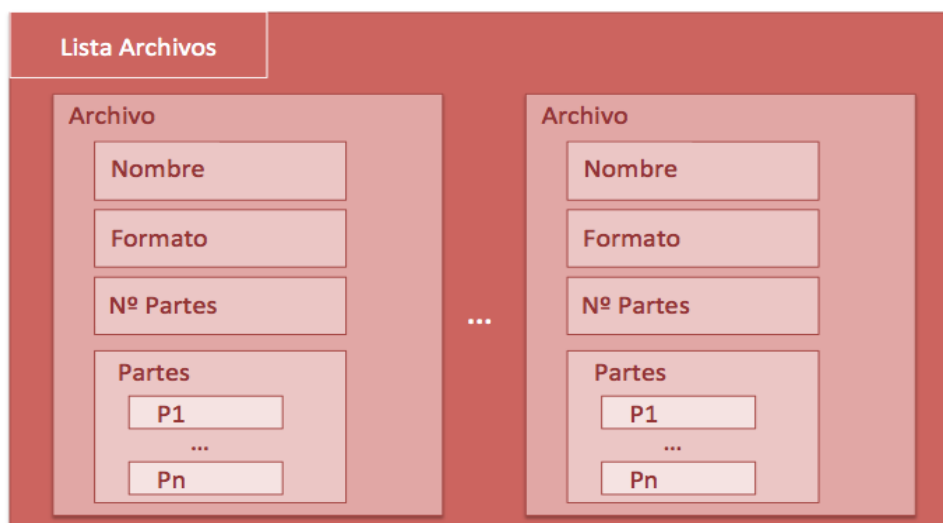 Lista Archivos
Archivo
Nombre
Formato
Nº Partes
Partes
P1
...
Pn
...
Archivo
Nombre
Formato
Nº Partes
Partes
P1
...
Pn